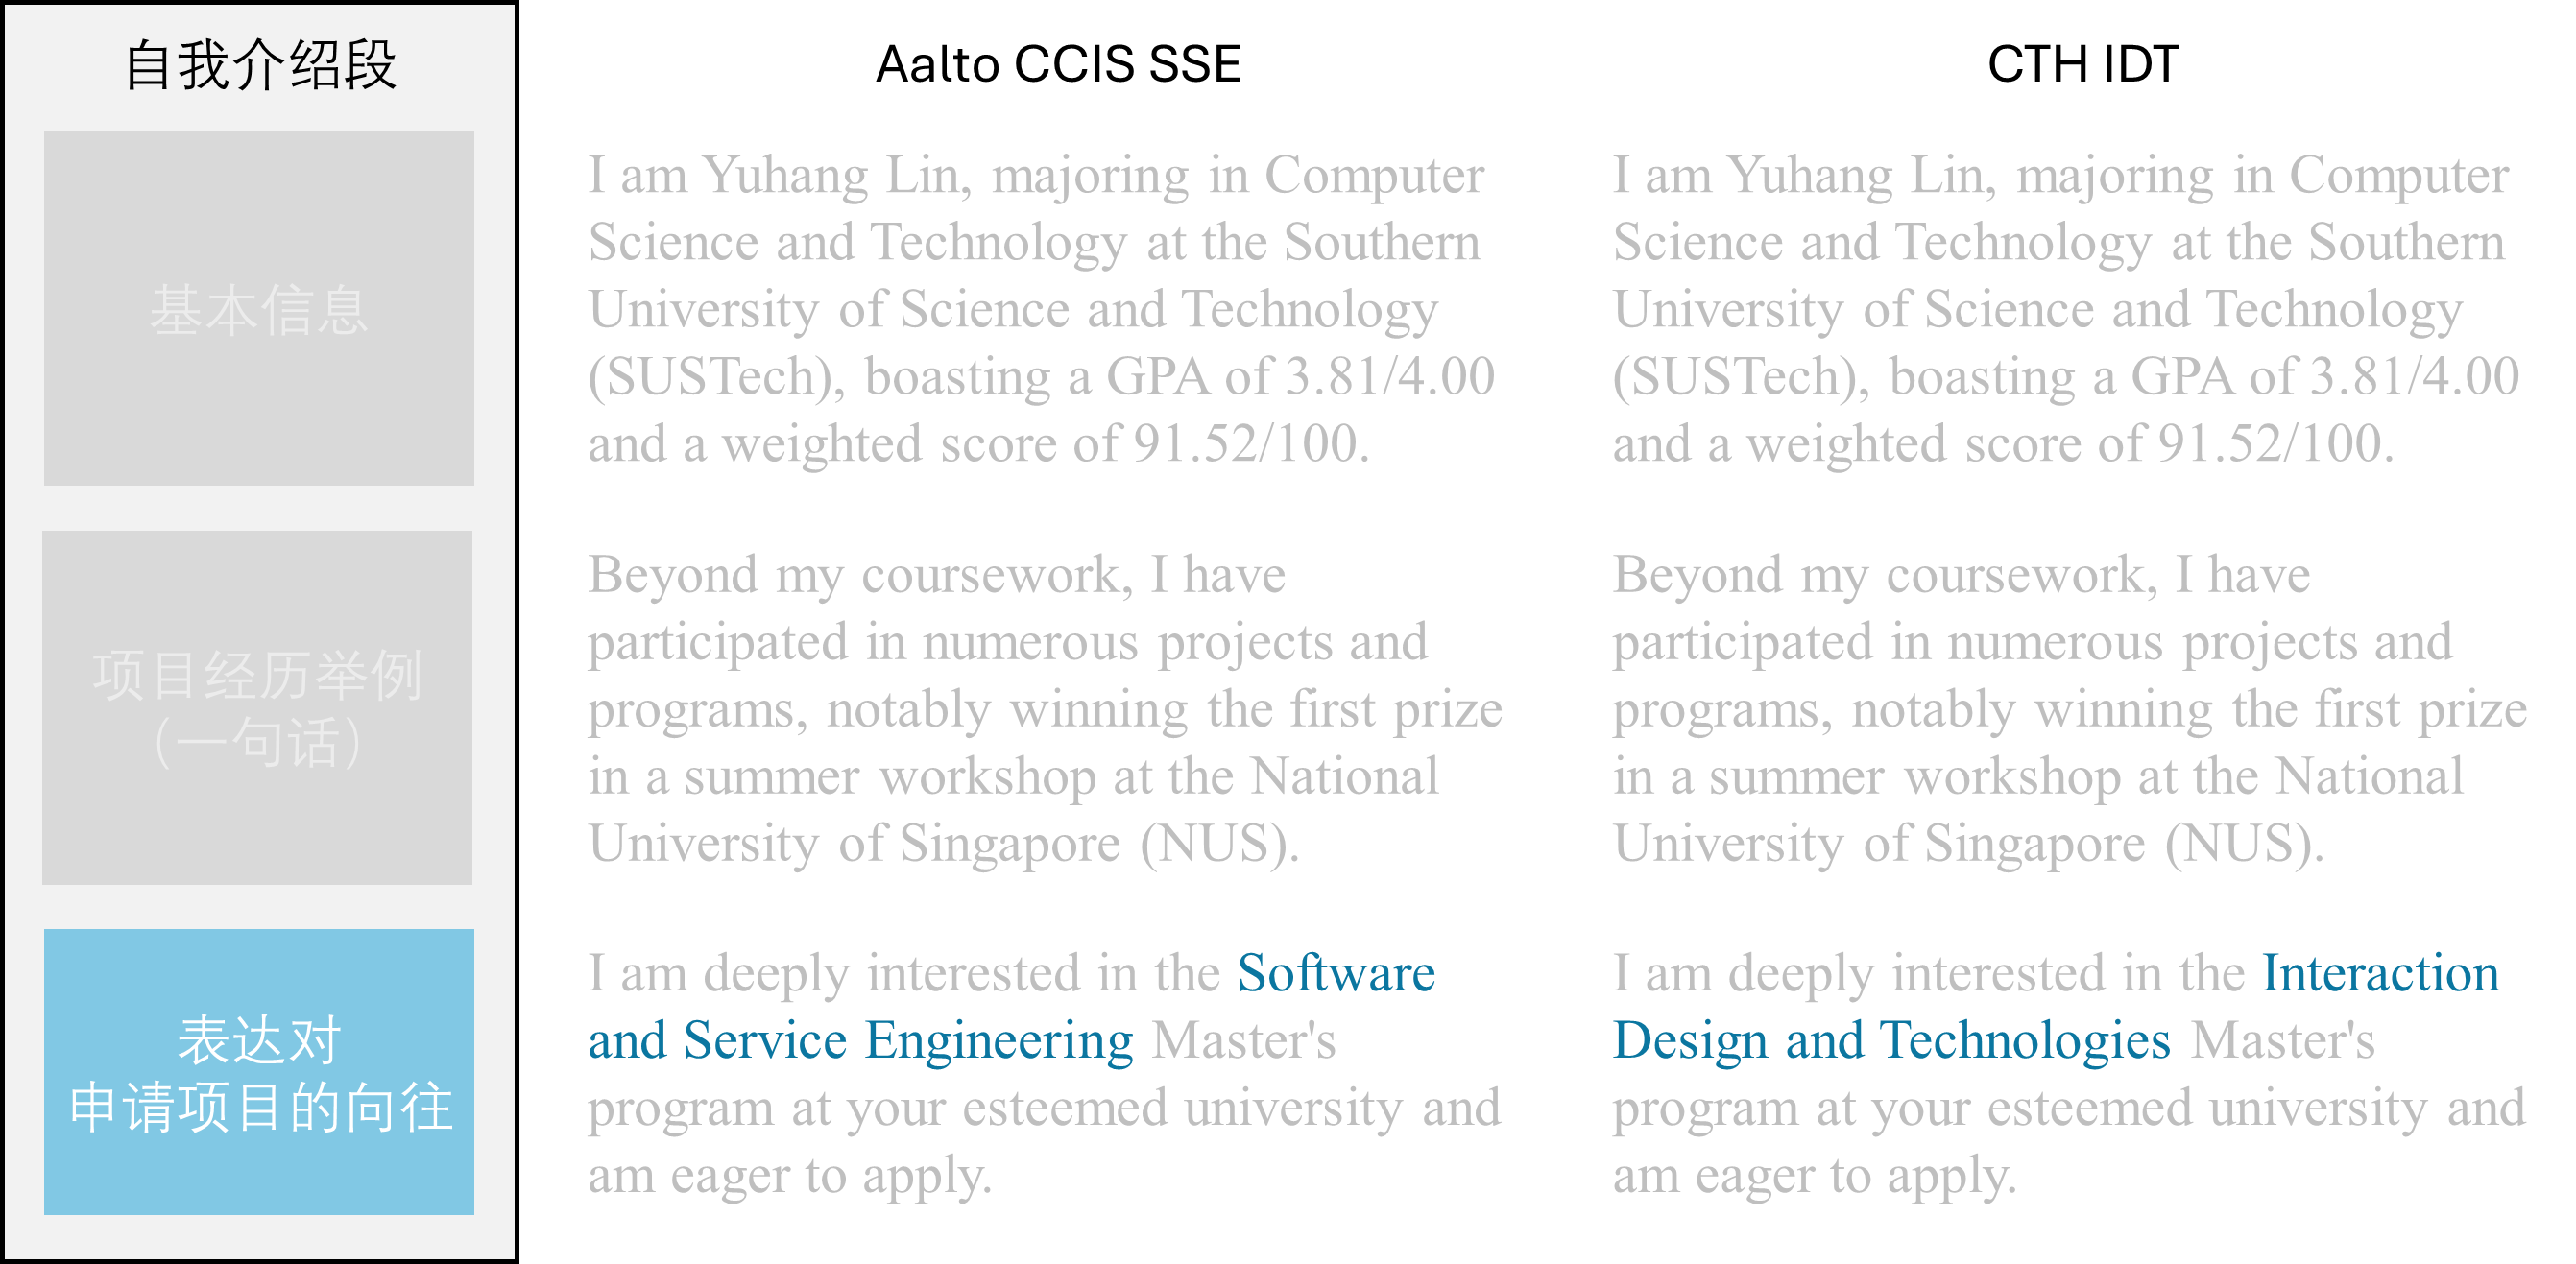 自我介绍段
基本信息
项目经历举例
（一句话）
表达对
申请项目的向往
Aalto CCIS SSE
I am Yuhang Lin, majoring in Computer
Science and Technology at the Southern
University of Science and Technology
(SUSTech), boasting a GPA of 3.81/4.00
and a weighted score of 91.52/100.
Beyond my coursework, I have
participated in numerous projects and
programs, notably winning the first prize
in a summer workshop at the National
University of Singapore (NUS).
I am deeply interested in the Software
and Service Engineering Master's
program at your esteemed university and
am eager to apply.
CTH IDT
I am Yuhang Lin, majoring in Computer
Science and Technology at the Southern
University of Science and Technology
(SUSTech), boasting a GPA of 3.81/4.00
and a weighted score of 91.52/100.
Beyond my coursework, I have
participated in numerous projects and
programs, notably winning the first prize
in a summer workshop at the National
University of Singapore (NUS).
I am deeply interested in the Interaction
Design and Technologies Master's
program at your esteemed university and
am eager to apply.